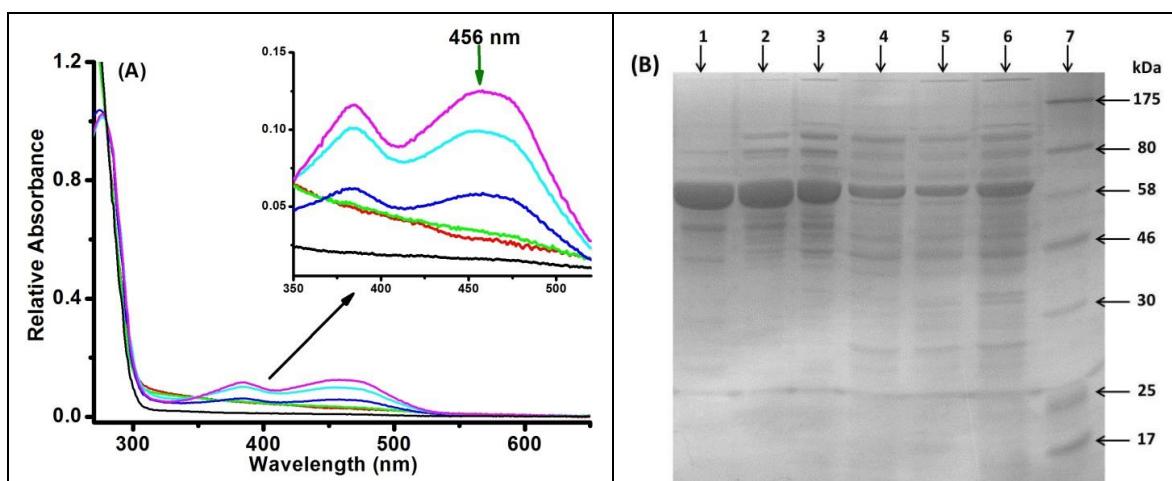 (A)
456 nm
0.15
0.10
0.05
350 400 450 500
1.2
0.8
0.4
0.0
300 400 500 600
Relative Absorbance
Wavelength (nm)
(B)
1 2 3 4 5 6 7
kDa
175
80
58
46
30
25
17